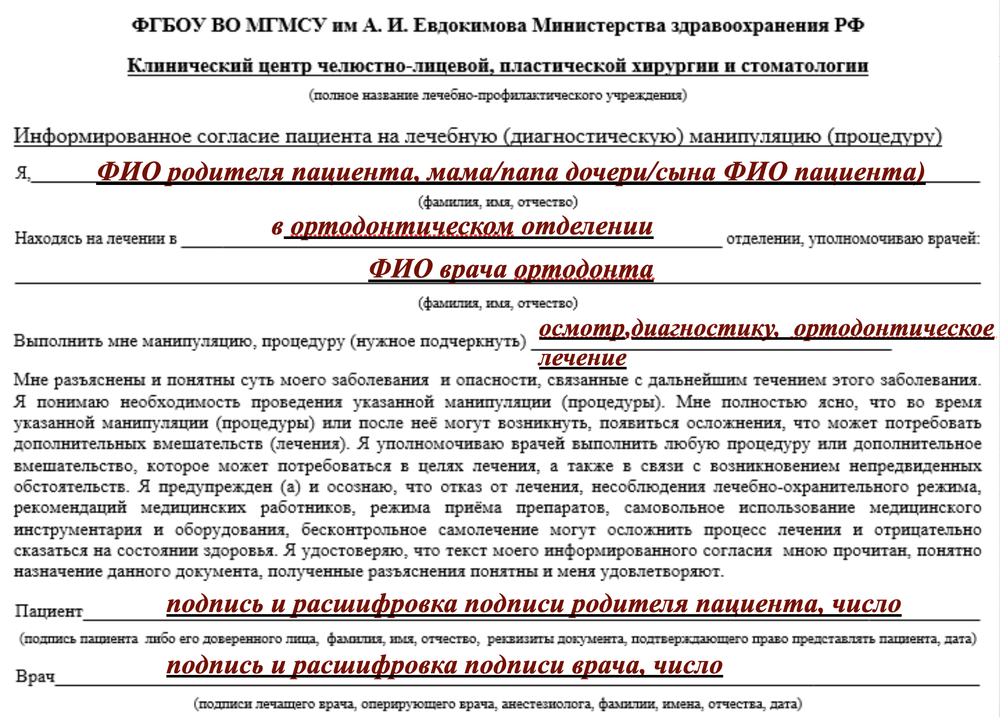 ФГБОУ ВО МГМСУ им А. И. Евдокимова Министерства здравоохранения РФ
Клинический центр челюстно-лицевой, пластической хирургии и стоматологии
(полное название лечебно-профилактического учреждения)
Информированное согласие пациента на лечебную (диагностическую) манипуляцию (процедуру)
Я, ФИО родителя пациента, мама/папа дочери/сына ФИО пациента)
(фамилия, имя, отчество)
Находясь на лечении в в ортодонтическом отделении отделении, уполномочиваю врачей:
ФИО врача ортодонта
(фамилия, имя, отчество)
Выполнить мне манипуляцию, процедуру (нужное подчеркнуть) осмотр,диагностику, ортодонтическое
лечение
Мне разъяснены и понятны суть моего заболевания и опасности, связанные с дальнейшим течением этого заболевания.
Я понимаю необходимость проведения указанной манипуляции (процедуры). Мне полностью ясно, что во время
указанной манипуляции (процедуры) или после неё могут возникнуть, появиться осложнения, что может потребовать
дополнительных вмешательств (лечения). Я уполномочиваю врачей выполнить любую процедуру или дополнительное
вмешательство, которое может потребоваться в целях лечения, а также в связи с возникновением непредвиденных
обстоятельств. Я предупрежден (а) и осознаю, что отказ от лечения, несоблюдения лечебно-охранительного режима,
рекомендаций медицинских работников, режима приёма препаратов, самовольное использование медицинского
инструментария и оборудования, бесконтрольное самолечение могут осложнить процесс лечения и отрицательно
сказаться на состоянии здоровья. Я удостоверяю, что текст моего информированного согласия мною прочитан, понятно
назначение данного документа, полученные разъяснения понятны и меня удовлетворяют.
Пациент подпись и расшифровка подписи родителя пациента, число
(подпись пациента либо его доверенного лица, фамилия, имя, отчество, реквизиты документа, подтверждающего право представлять пациента, дата)
Врач подпись и расшифровка подписи врача, число
(подписи лечащего врача, оперирующего врача, анестезиолога, фамилии, имена, отчества, дата)